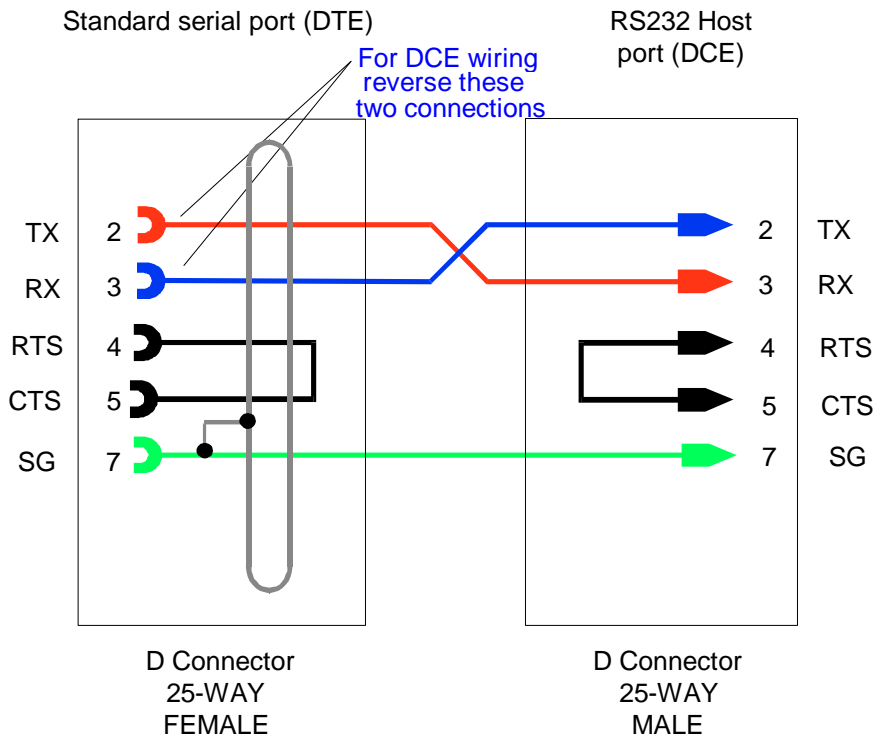 Standard serial port (DTE)
RS232 Host
port (DCE)
For DCE wiring
reverse these
two connections
TX 2 2 TX
RX 3 3 RX
RTS 4 4 RTS
CTS 5 5 CTS
SG 7 7 SG
D Connector
25-WAY
FEMALE
D Connector
25-WAY
MALE